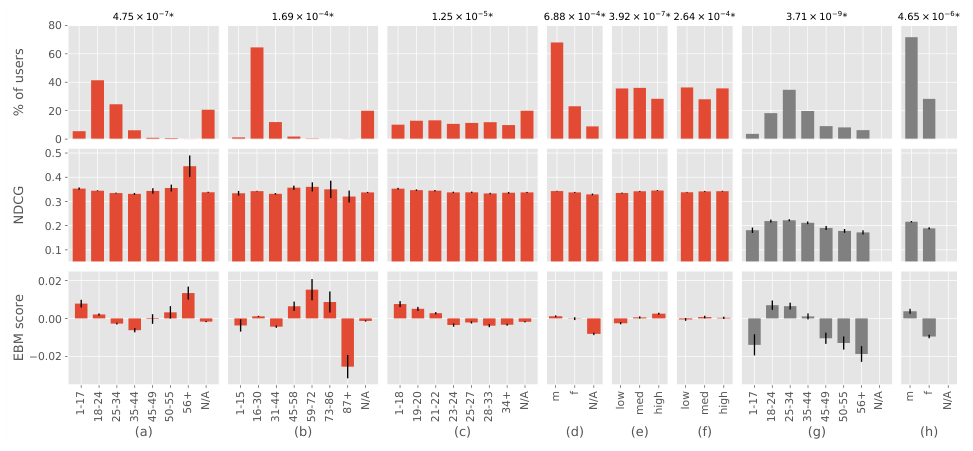 4.75 × 10⁻⁷* 1.69 × 10⁻⁴* 1.25 × 10⁻⁵* 6.88 × 10⁻⁴* 3.92 × 10⁻⁷* 2.64 × 10⁻⁴* 3.71 × 10⁻⁹* 4.65 × 10⁻⁶*
% of users
80
60
40
20
0
NDCG
0.5
0.4
0.3
0.2
0.1
EBM score
0.02
0.00
−0.02
1-17 18-24 25-34 35-44 45-49 50-55 56+ N/A 1-15 16-30 31-44 45-58 59-72 73-86 87+ N/A 1-18 19-20 21-22 23-24 25-27 28-33 34+ N/A m f N/A low med high low med high 1-17 18-24 25-34 35-44 45-49 50-55 56+ N/A m f N/A
(a) (b) (c) (d) (e) (f) (g) (h)